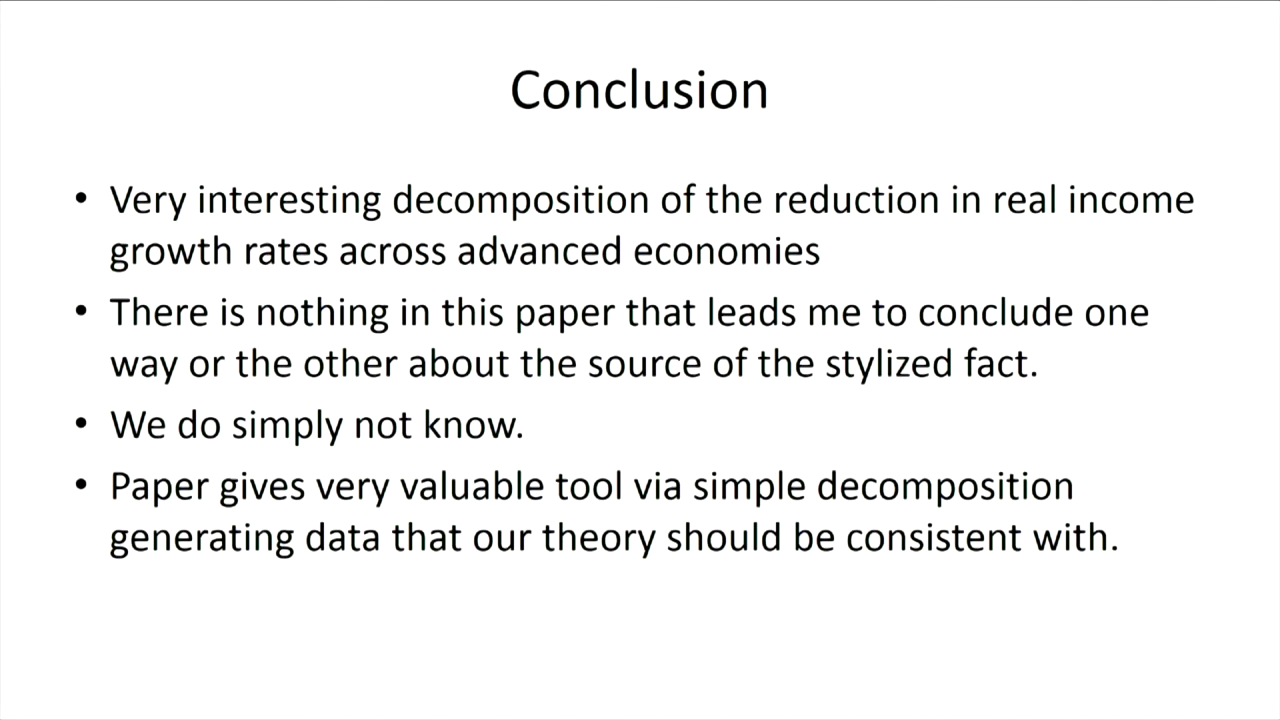 Conclusion
• Very interesting decomposition of the reduction in real income
growth rates across advanced economies
• There is nothing in this paper that leads me to conclude one
way or the other about the source of the stylized fact.
• We do simply not know.
• Paper gives very valuable tool via simple decomposition
generating data that our theory should be consistent with.